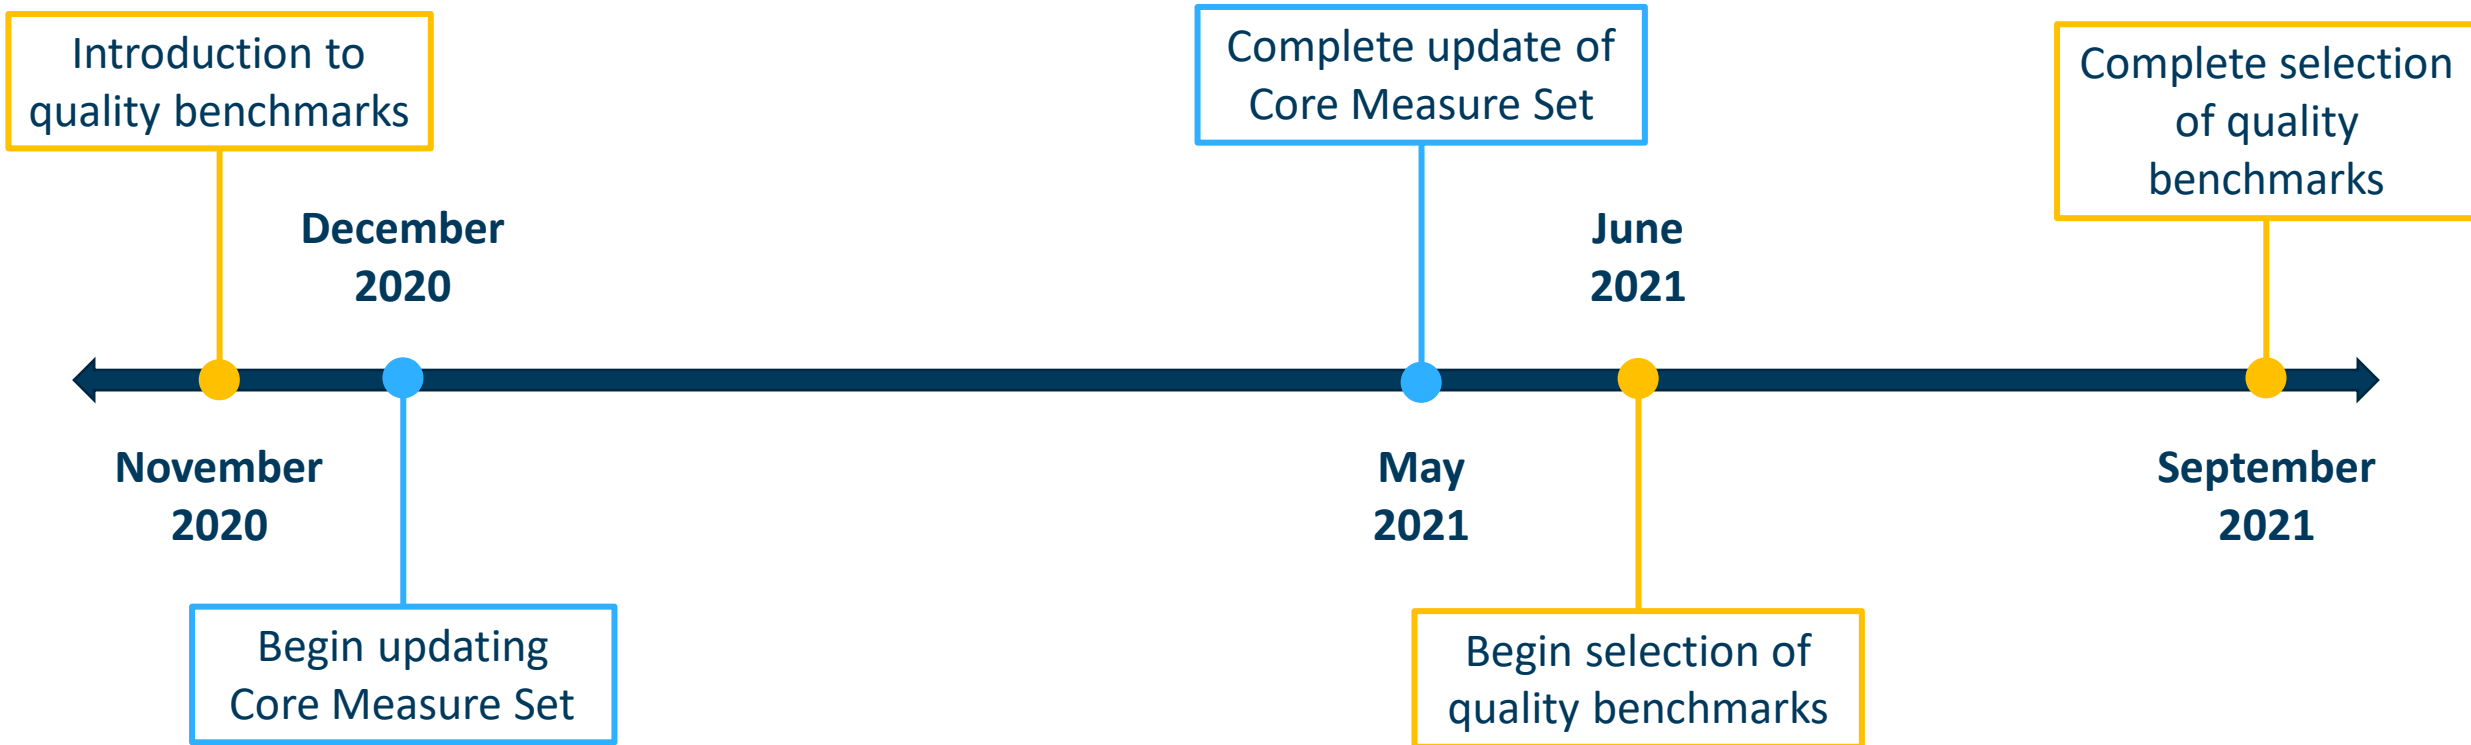 Introduction to
quality benchmarks
Complete update of
Core Measure Set
Complete selection
of quality
benchmarks
December
2020
June
2021
November
2020
May
2021
September
2021
Begin updating
Core Measure Set
Begin selection of
quality benchmarks